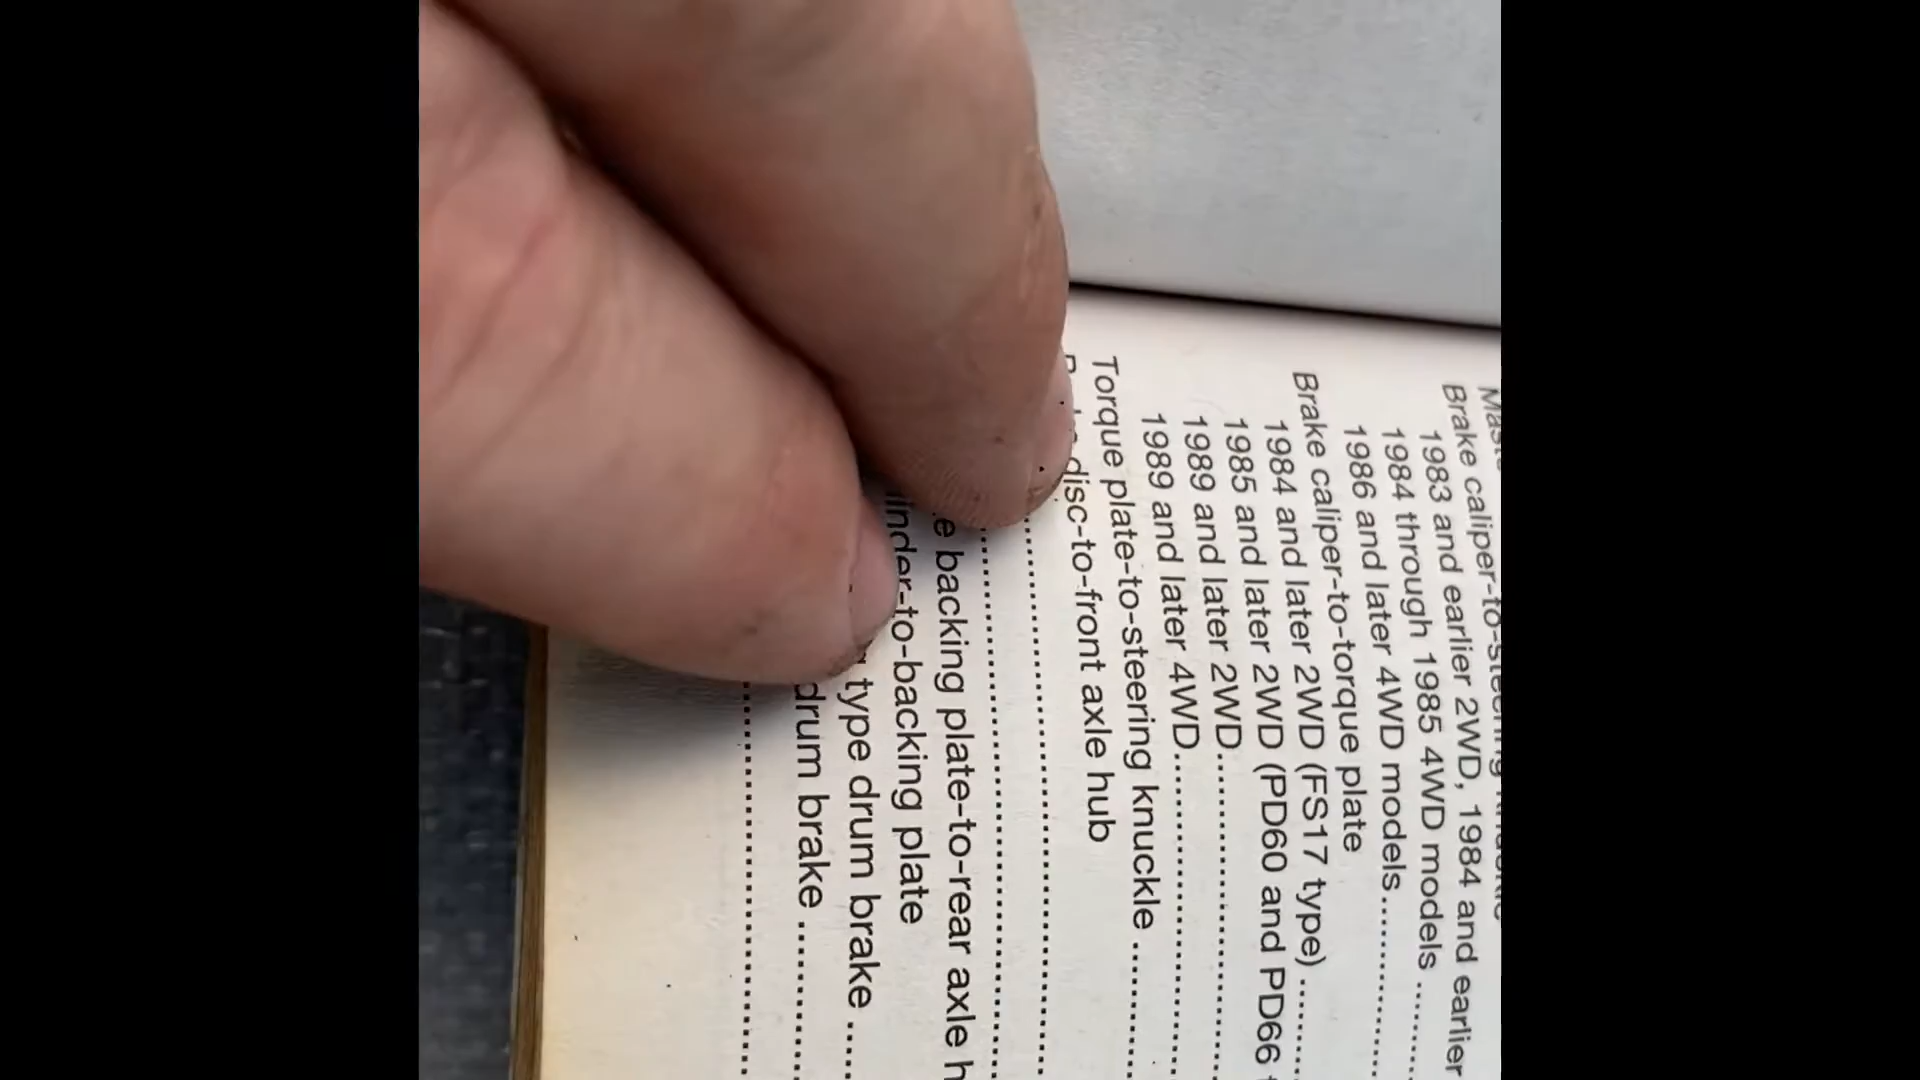 Brake caliper-to-steering
1983 and earlier 2WD, 1984 and earlier
1984 through 1985 4WD models ........
1986 and later 4WD models ................
Brake caliper-to-torque plate
1984 and later 2WD (FS17 type) .........
1985 and later 2WD (PD60 and PD66
1989 and later 2WD ..........................
1989 and later 4WD ..........................
Torque plate-to-steering knuckle ............
disc-to-front axle hub
backing plate-to-rear axle
-to-backing plate
type drum brake ....
drum brake ............